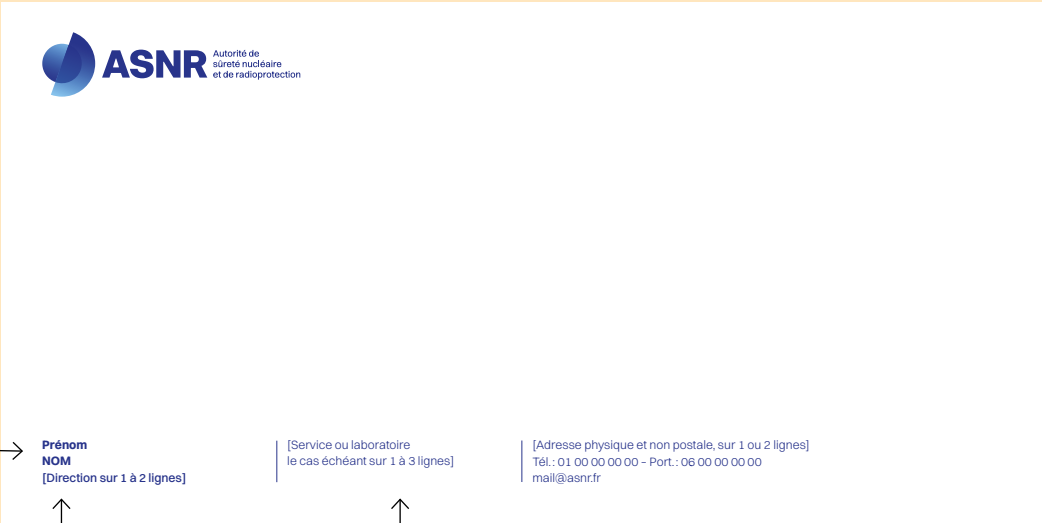 ASNR
Autorité de
sûreté nucléaire
et de radioprotection
Prénom
NOM
[Direction sur 1 à 2 lignes]
[Service ou laboratoire
le cas échéant sur 1 à 3 lignes]
[Adresse physique et non postale, sur 1 ou 2 lignes]
Tél. : 01 00 00 00 00 – Port. : 06 00 00 00 00
mail@asnr.fr